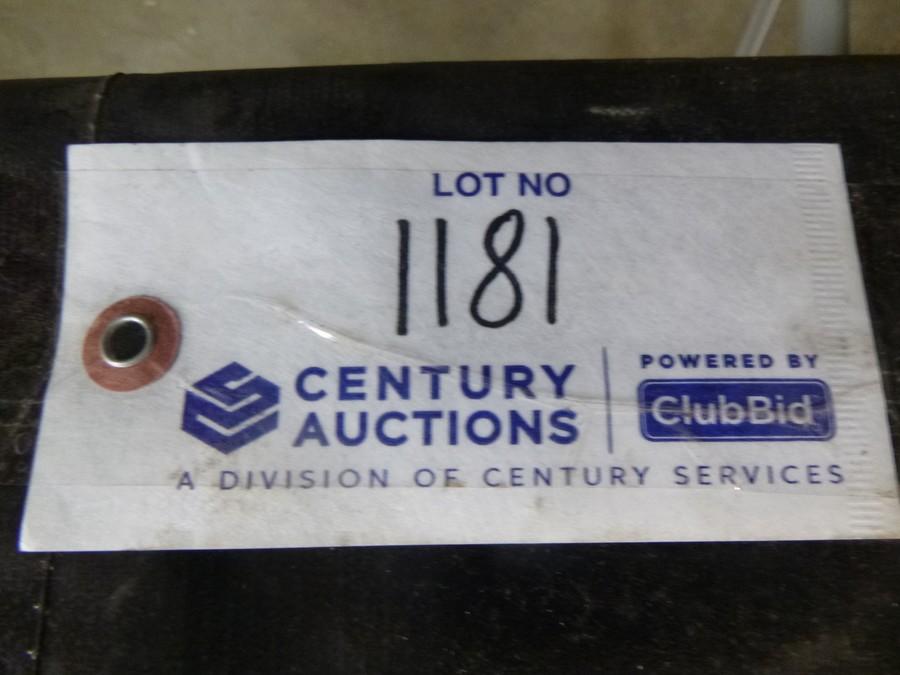 LOT NO
1181
CENTURY
AUCTIONS
POWERED BY
ClubBid
A DIVISION OF CENTURY SERVICES